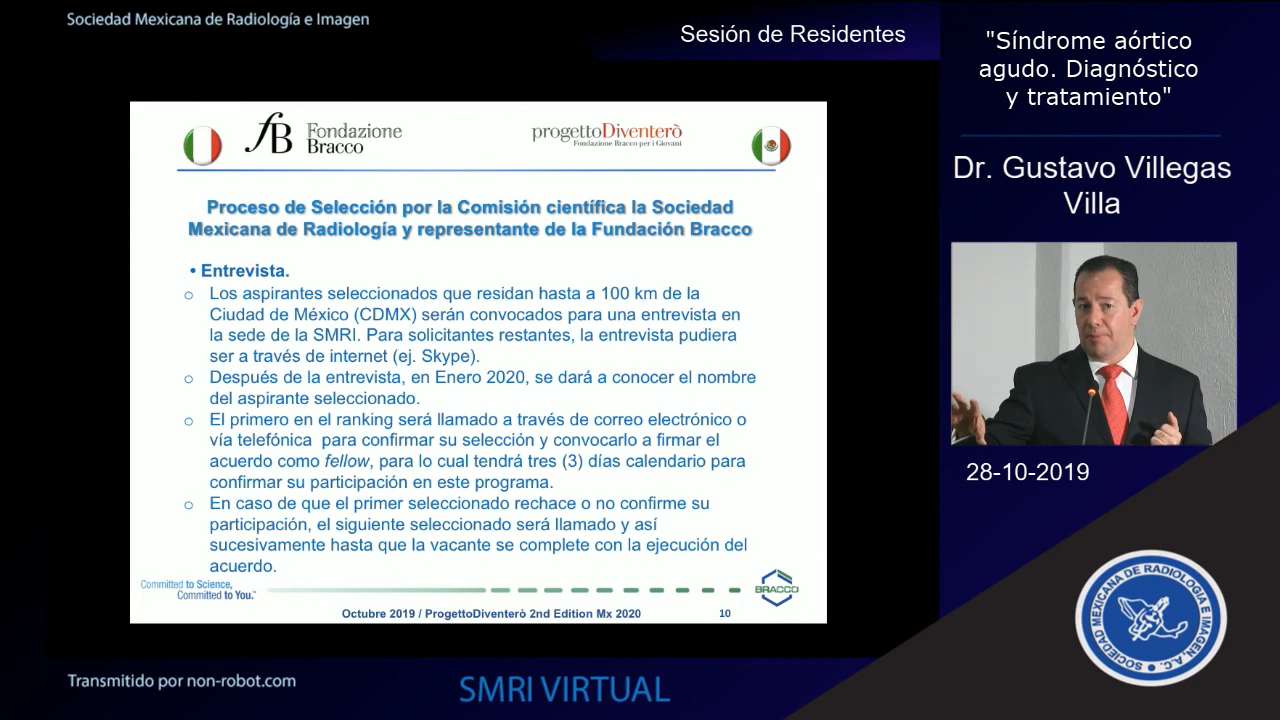 Sociedad Mexicana de Radiología e Imagen
Sesión de Residentes
"Síndrome aórtico
agudo. Diagnóstico
y tratamiento"
Dr. Gustavo Villegas
Villa
28-10-2019
fB Fondazione
Bracco
progettoDiventerò
Fondazione Bracco per i Giovani
Proceso de Selección por la Comisión científica la Sociedad
Mexicana de Radiología y representante de la Fundación Bracco
• Entrevista.
o Los aspirantes seleccionados que residan hasta a 100 km de la
Ciudad de México (CDMX) serán convocados para una entrevista en
la sede de la SMRI. Para solicitantes restantes, la entrevista pudiera
ser a través de internet (ej. Skype).
o Después de la entrevista, en Enero 2020, se dará a conocer el nombre
del aspirante seleccionado.
o El primero en el ranking será llamado a través de correo electrónico o
vía telefónica para confirmar su selección y convocarlo a firmar el
acuerdo como fellow, para lo cual tendrá tres (3) días calendario para
confirmar su participación en este programa.
o En caso de que el primer seleccionado rechace o no confirme su
participación, el siguiente seleccionado será llamado y así
sucesivamente hasta que la vacante se complete con la ejecución del
acuerdo.
Committed to Science,
Committed to You.™
BRACCO
Octubre 2019 / ProgettoDiventerò 2nd Edition Mx 2020 10
SOCIEDAD MEXICANA DE RADIOLOGÍA E IMAGEN, A.C.
Transmitido por non-robot.com
SMRI VIRTUAL